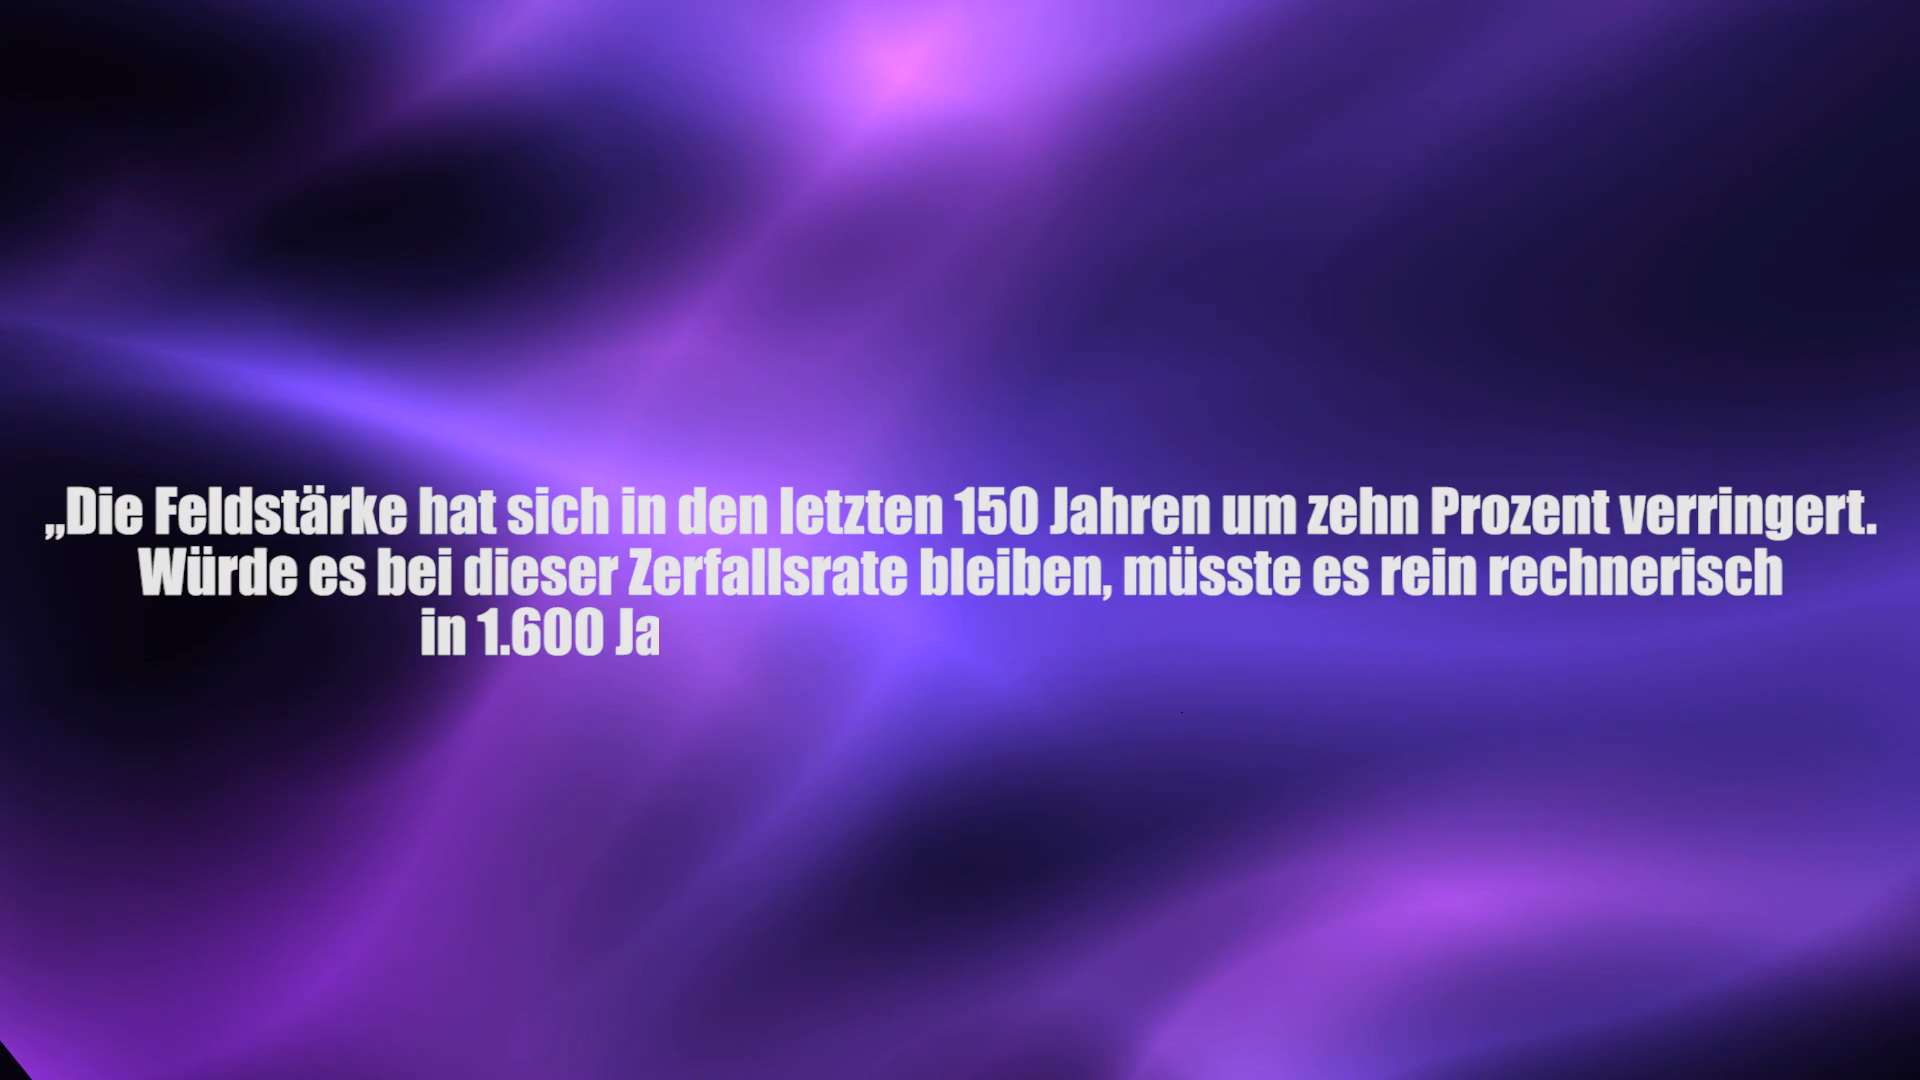 „Die Feldstärke hat sich in den letzten 150 Jahren um zehn Prozent verringert.
Würde es bei dieser Zerfallsrate bleiben, müsste es rein rechnerisch
in 1.600 Ja